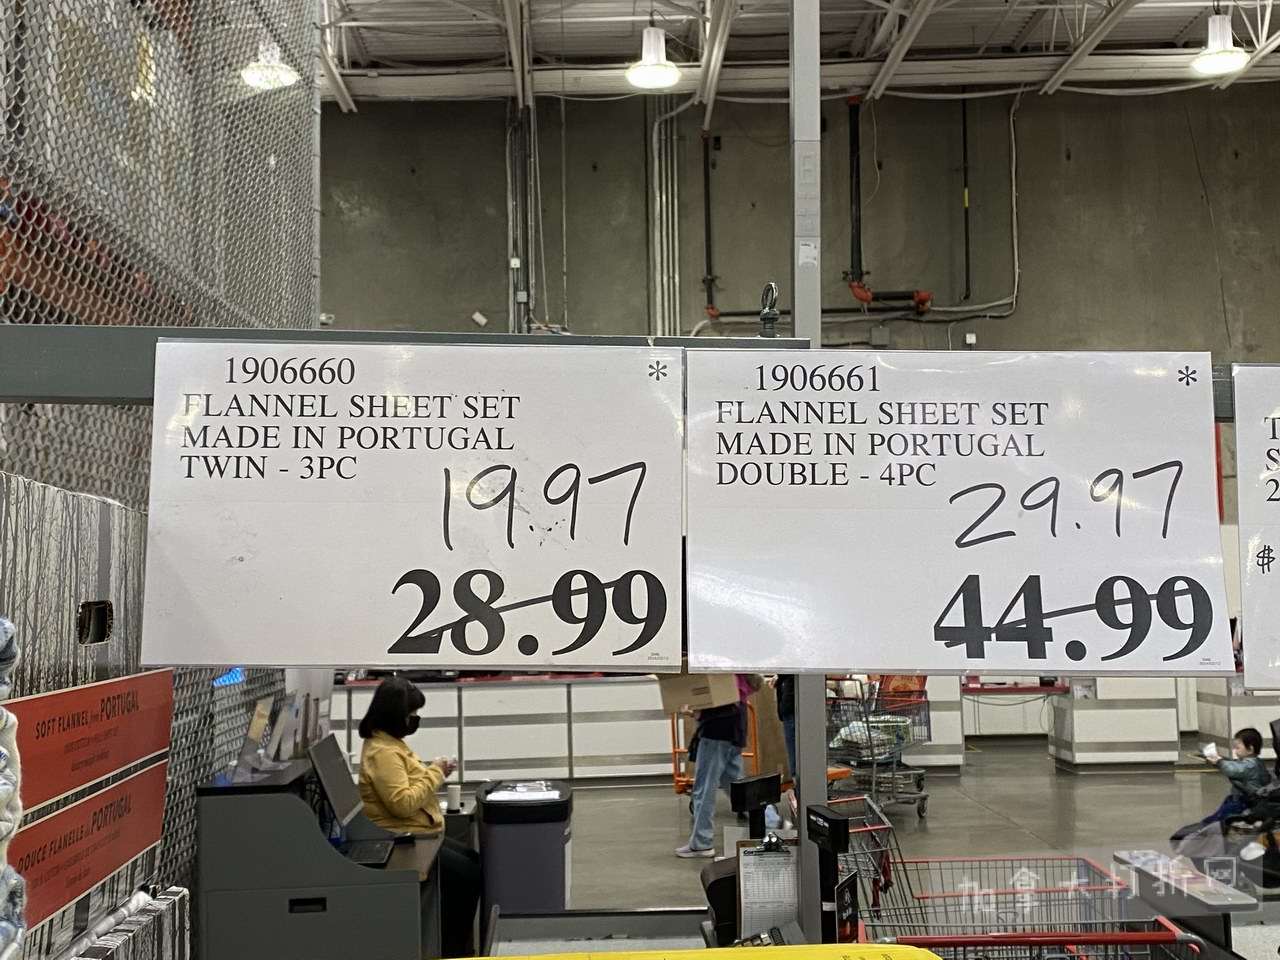 1906660 *
FLANNEL SHEET SET
MADE IN PORTUGAL
TWIN - 3PC
19.97
28.99
1906661 *
FLANNEL SHEET SET
MADE IN PORTUGAL
DOUBLE - 4PC
29.97
44.99
T
S
2
$
SOFT FLANNEL from PORTUGAL
DOUCE FLANELLE du PORTUGAL
加拿大打折网